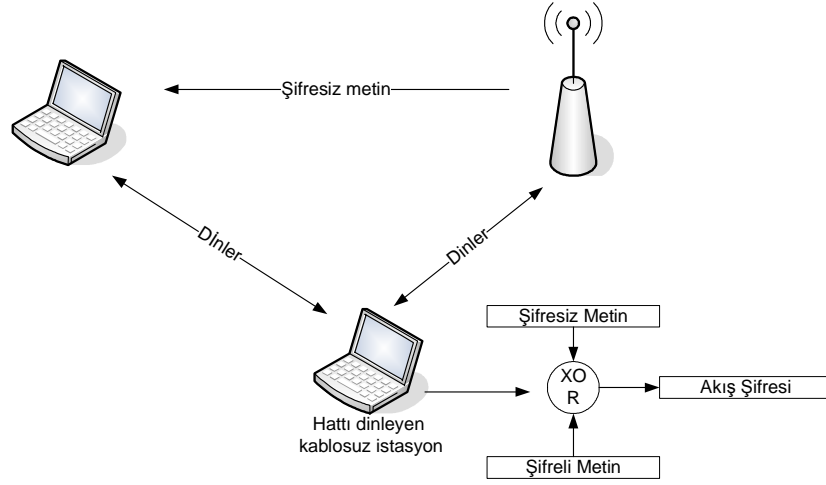 Şifresiz metin
Dinler
Dinler
Şifresiz Metin
XO
R
Akış Şifresi
Hattı dinleyen
kablosuz istasyon
Şifreli Metin